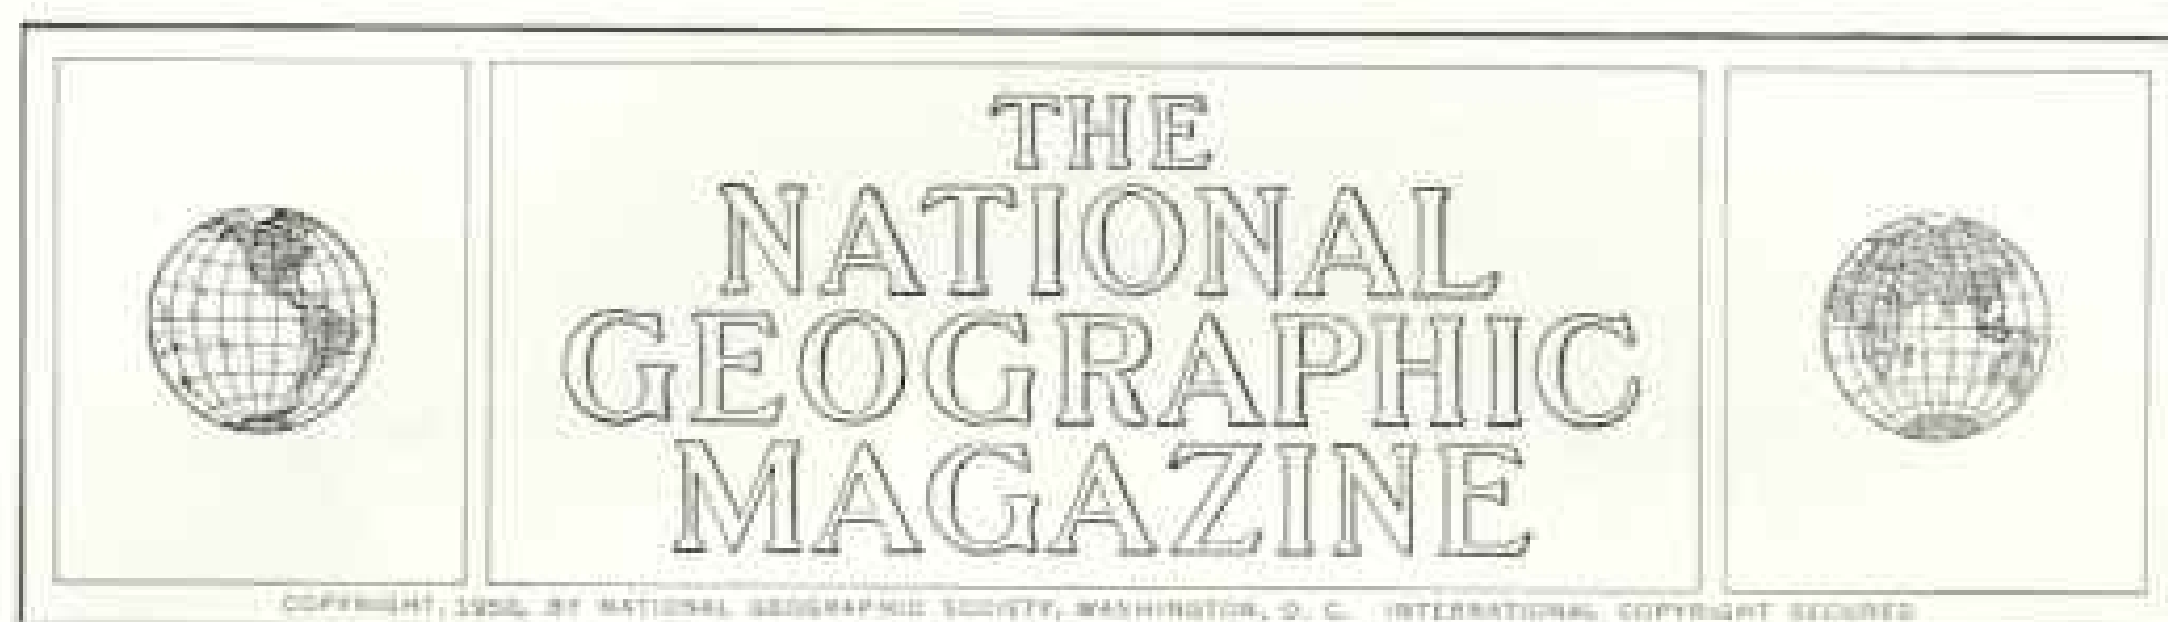 THE
NATIONAL
GEOGRAPHIC
MAGAZINE
COPYRIGHT, BY NATIONAL GEOGRAPHIC SOCIETY, WASHINGTON, D. C. INTERNATIONAL COPYRIGHT SECURED